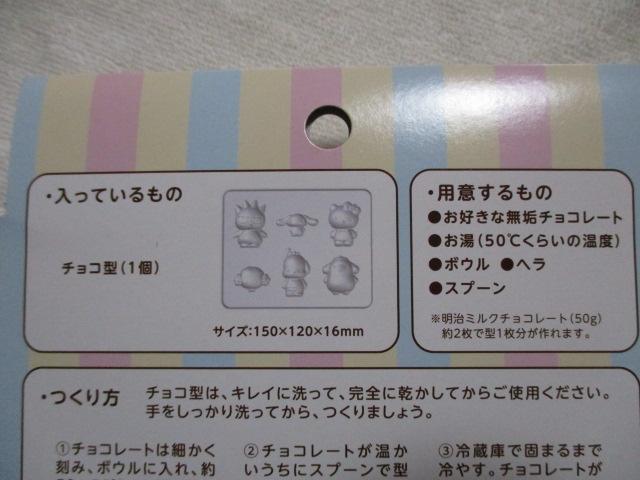 ・入っているもの
チョコ型(1個)
サイズ:150×120×16mm
・用意するもの
●お好きな無垢チョコレート
●お湯(50℃くらいの温度)
●ボウル ●ヘラ
●スプーン
※明治ミルクチョコレート(50g)
約2枚で型1枚分が作れます。
・つくり方 チョコ型は、キレイに洗って、完全に乾かしてからご使用ください。
手をしっかり洗ってから、つくりましょう。
①チョコレートは細かく
刻み、ボウルに入れ、約
②チョコレートが温か
いうちにスプーンで型
③冷蔵庫で固まるまで
冷やす。チョコレートが